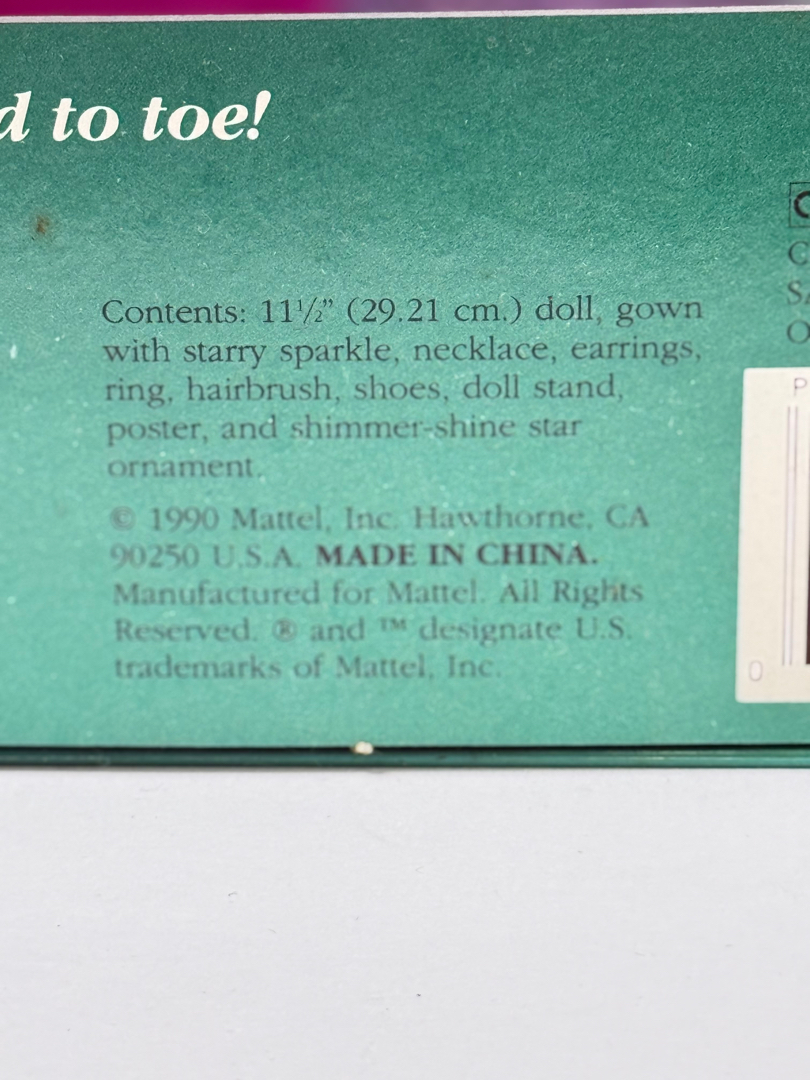 d to toe!
Contents: 11½" (29.21 cm.) doll, gown
with starry sparkle, necklace, earrings,
ring, hairbrush, shoes, doll stand,
poster, and shimmer-shine star
ornament.
© 1990 Mattel, Inc. Hawthorne, CA
90250 U.S.A. MADE IN CHINA.
Manufactured for Mattel. All Rights
Reserved. ® and ™ designate U.S.
trademarks of Mattel, Inc.
C
S
O
P
0